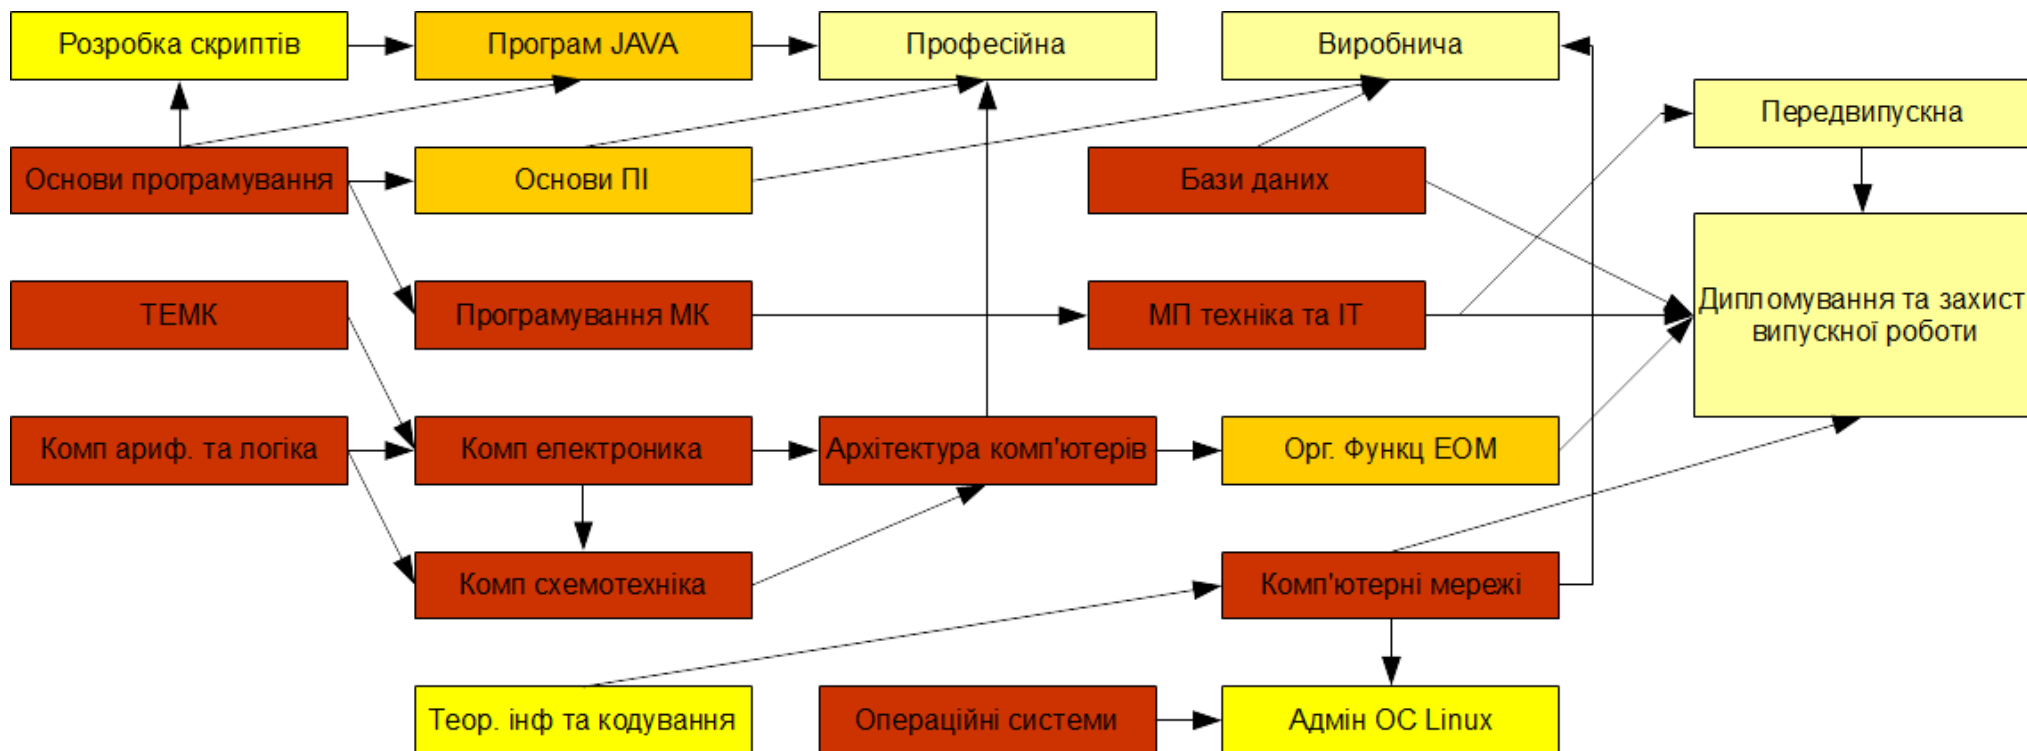 Розробка скриптів
Програм JAVA
Професійна
Виробнича
Передвипускна
Основи програмування
Основи ПІ
Бази даних
ТЕМК
Програмування МК
МП техніка та ІТ
Дипломування та захист
випускної роботи
Комп ариф. та логіка
Комп електроника
Архітектура комп'ютерів
Орг. Функц ЕОМ
Комп схемотехніка
Комп'ютерні мережі
Теор. інф та кодування
Операційні системи
Адмін ОС Linux